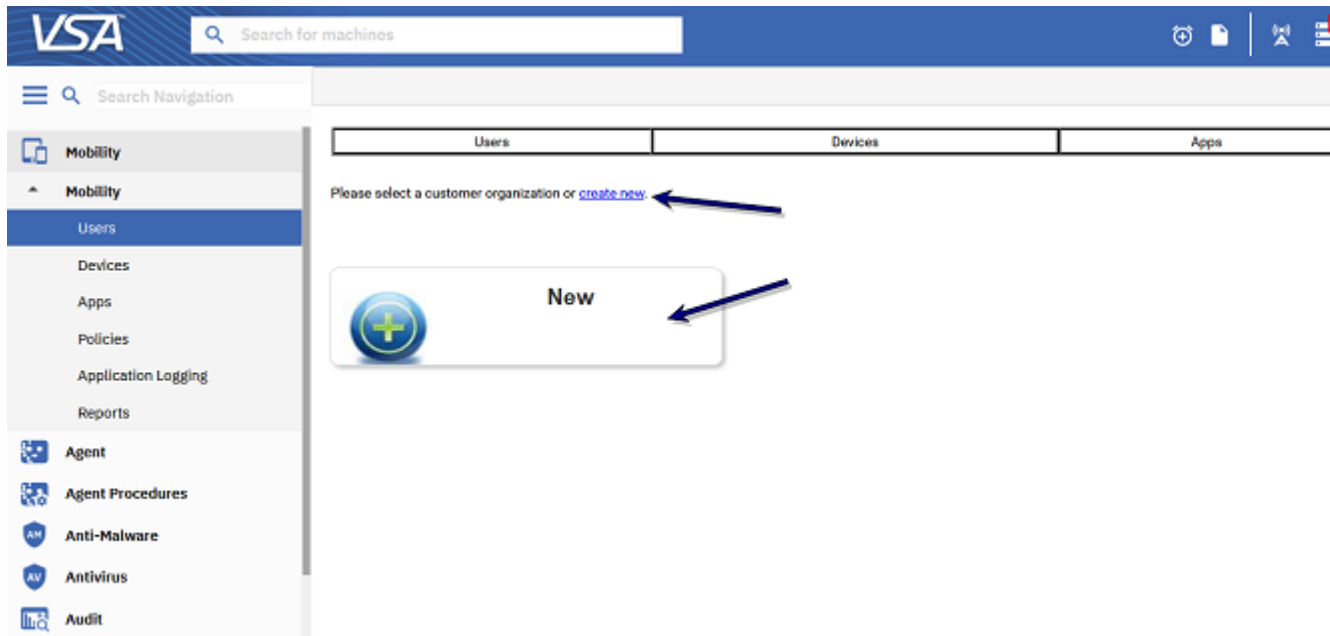 VSA
Search for machines
Search Navigation
Mobility
Mobility
Users
Devices
Apps
Policies
Application Logging
Reports
Agent
Agent Procedures
AM Anti-Malware
AV Antivirus
Audit
Users Devices Apps
Please select a customer organization or create new.
New